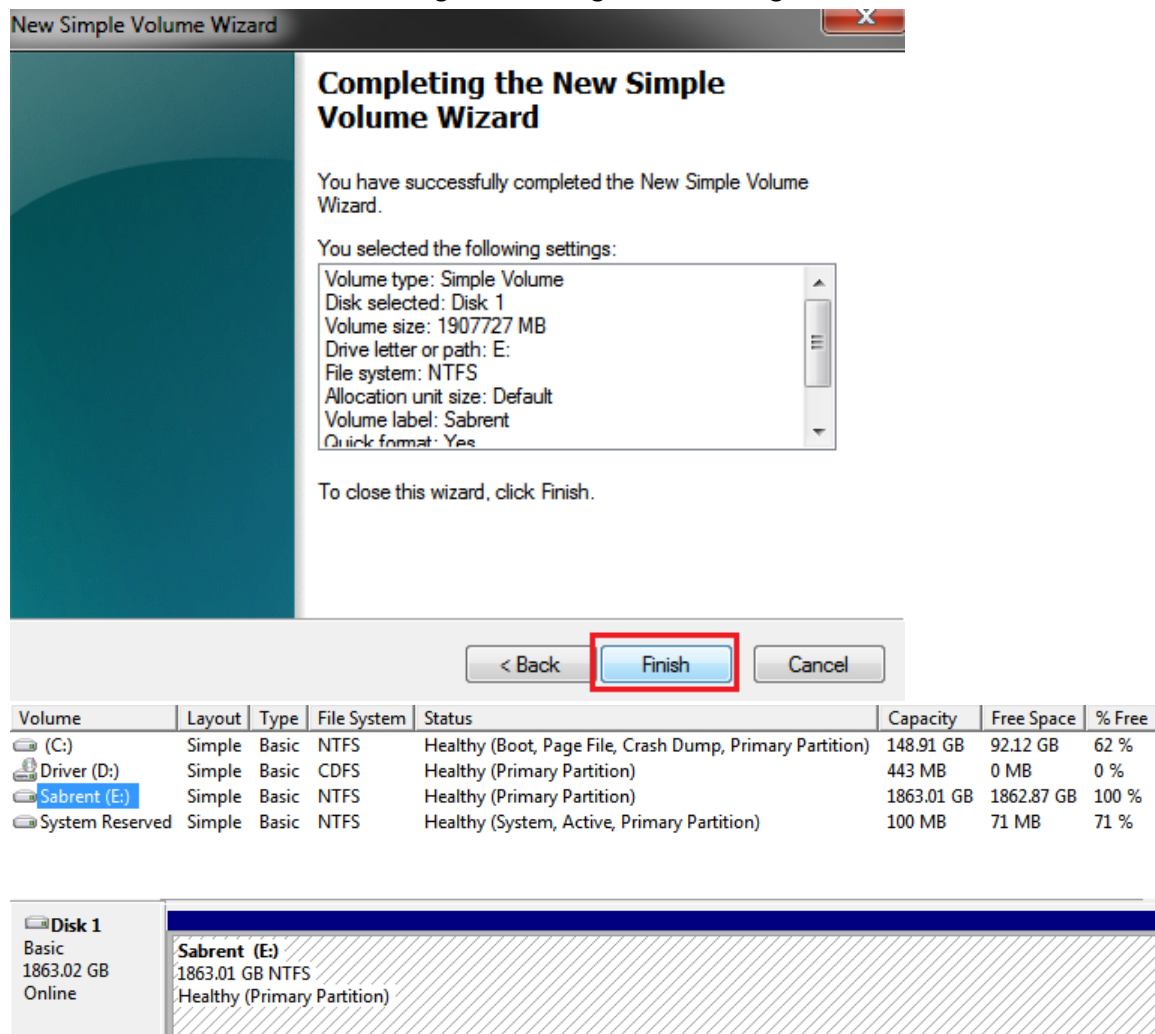 New Simple Volume Wizard
X
Completing the New Simple
Volume Wizard
You have successfully completed the New Simple Volume
Wizard.
You selected the following settings:
Volume type: Simple Volume
Disk selected: Disk 1
Volume size: 1907727 MB
Drive letter or path: E:
File system: NTFS
Allocation unit size: Default
Volume label: Sabrent
Quick format: Yes
To close this wizard, click Finish.
< Back Finish Cancel
Volume Layout Type File System Status Capacity Free Space % Free
(C:) Simple Basic NTFS Healthy (Boot, Page File, Crash Dump, Primary Partition) 148.91 GB 92.12 GB 62 %
Driver (D:) Simple Basic CDFS Healthy (Primary Partition) 443 MB 0 MB 0 %
Sabrent (E:) Simple Basic NTFS Healthy (Primary Partition) 1863.01 GB 1862.87 GB 100 %
System Reserved Simple Basic NTFS Healthy (System, Active, Primary Partition) 100 MB 71 MB 71 %
Disk 1
Basic
1863.02 GB
Online
Sabrent (E:)
1863.01 GB NTFS
Healthy (Primary Partition)